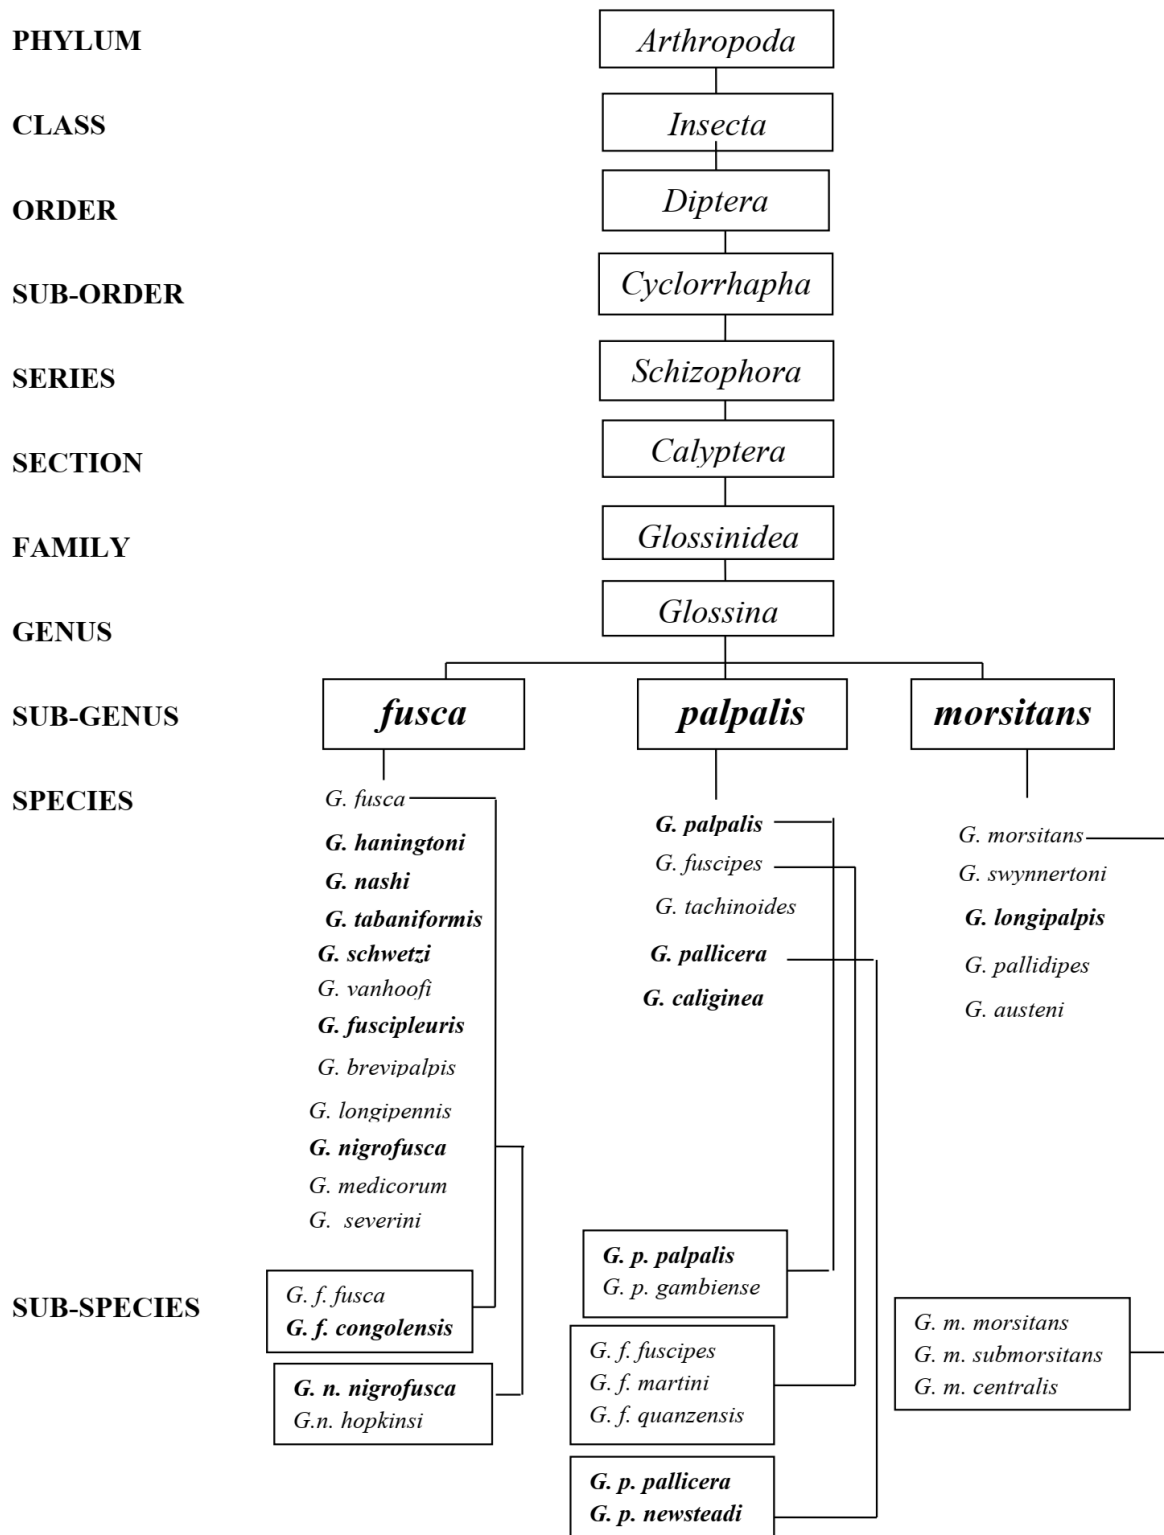 PHYLUM
Arthropoda
CLASS
Insecta
ORDER
Diptera
SUB-ORDER
Cyclorrhapha
SERIES
Schizophora
SECTION
Calyptera
FAMILY
Glossinidea
GENUS
Glossina
SUB-GENUS
fusca
palpalis
morsitans
SPECIES
G. fusca
G. haningtoni
G. nashi
G. tabaniformis
G. schwetzi
G. vanhoofi
G. fuscipleuris
G. brevipalpis
G. longipennis
G. nigrofusca
G. medicorum
G. severini
G. palpalis
G. fuscipes
G. tachinoides
G. pallicera
G. caliginea
G. morsitans
G. swynnertoni
G. longipalpis
G. pallidipes
G. austeni
SUB-SPECIES
G. f. fusca
G. f. congolensis
G. n. nigrofusca
G.n. hopkinsi
G. p. palpalis
G. p. gambiense
G. f. fuscipes
G. f. martini
G. f. quanzensis
G. p. pallicera
G. p. newsteadi
G. m. morsitans
G. m. submorsitans
G. m. centralis